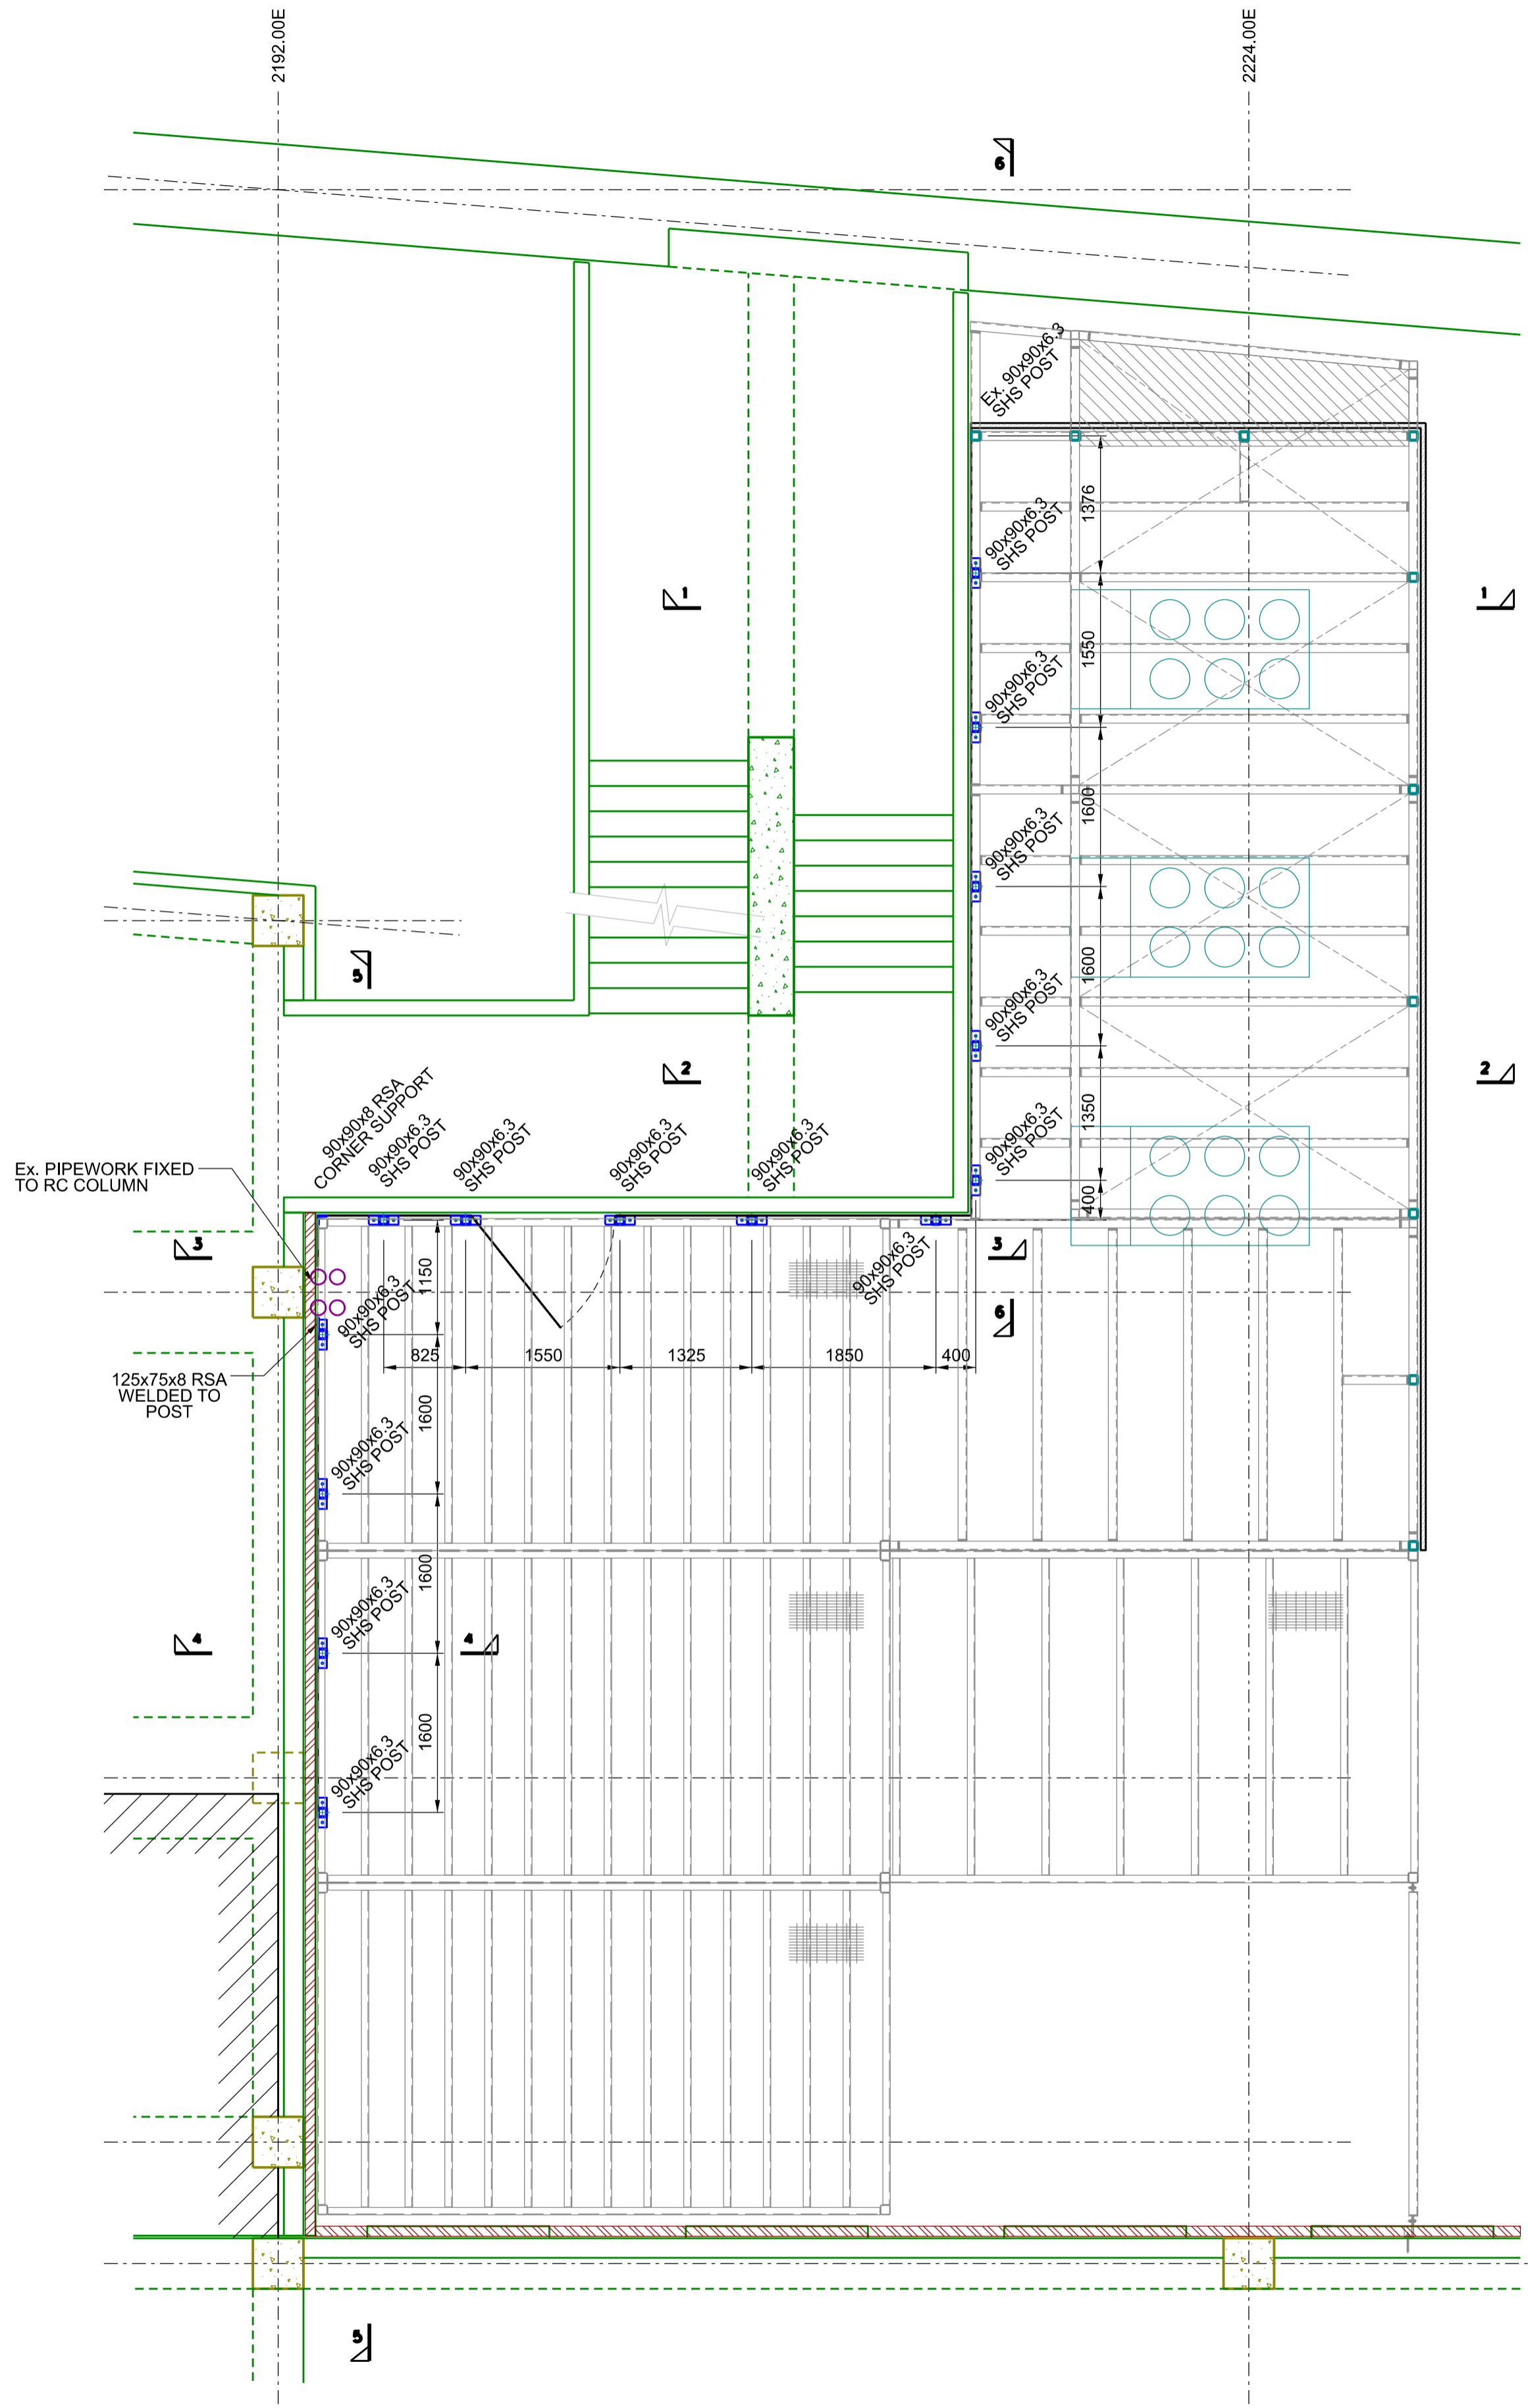 2192.00E
2224.00E
6
Ex. 90x90x6.3
SHS POST
1376
90x90x6.3
SHS POST
1
1
1550
90x90x6.3
SHS POST
1600
90x90x6.3
SHS POST
5
1600
90x90x6.3
SHS POST
2
2
1350
90x90x6.3
SHS POST
400
90x90x8 RSA
CORNER SUPPORT
90x90x6.3
SHS POST
90x90x6.3
SHS POST
90x90x6.3
SHS POST
90x90x6.3
SHS POST
Ex. PIPEWORK FIXED
TO RC COLUMN
3
3
90x90x6.3
SHS POST
1150
90x90x6.3
SHS POST
6
825
1550
1325
1850
400
125x75x8 RSA
WELDED TO
POST
1600
90x90x6.3
SHS POST
1600
90x90x6.3
SHS POST
4
4
1600
90x90x6.3
SHS POST
5